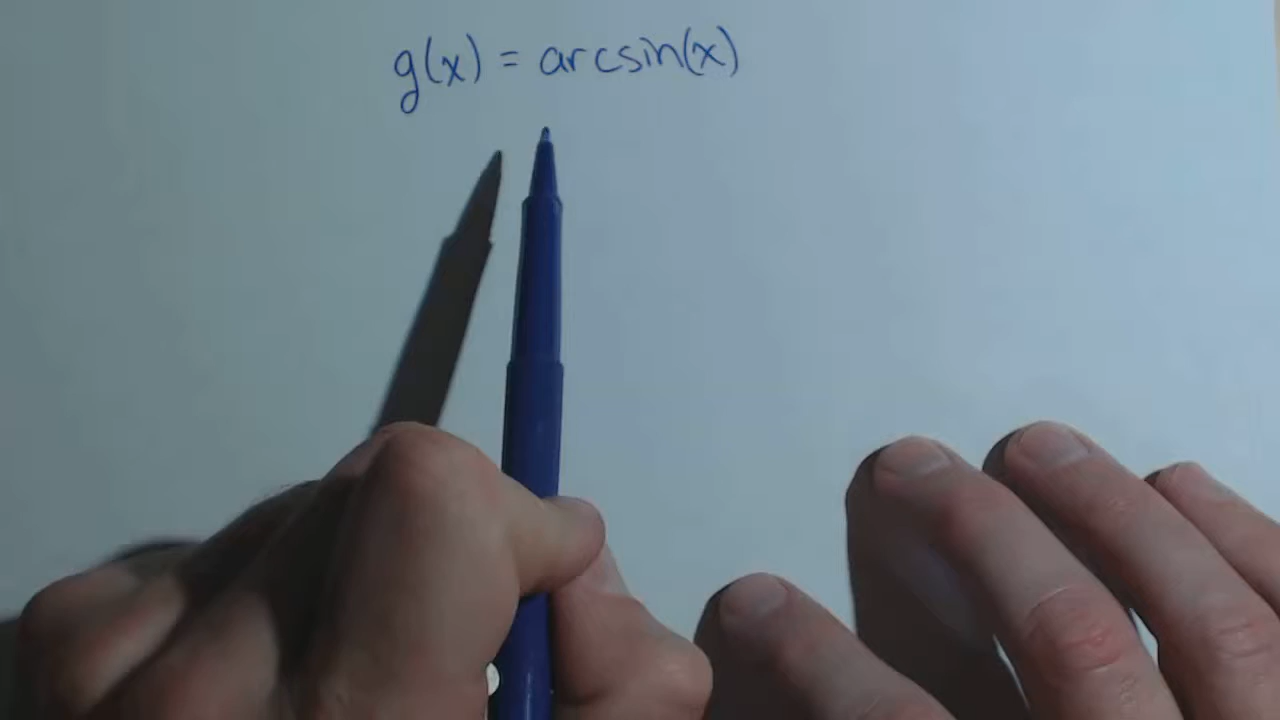 g(x) = arcsin(x)